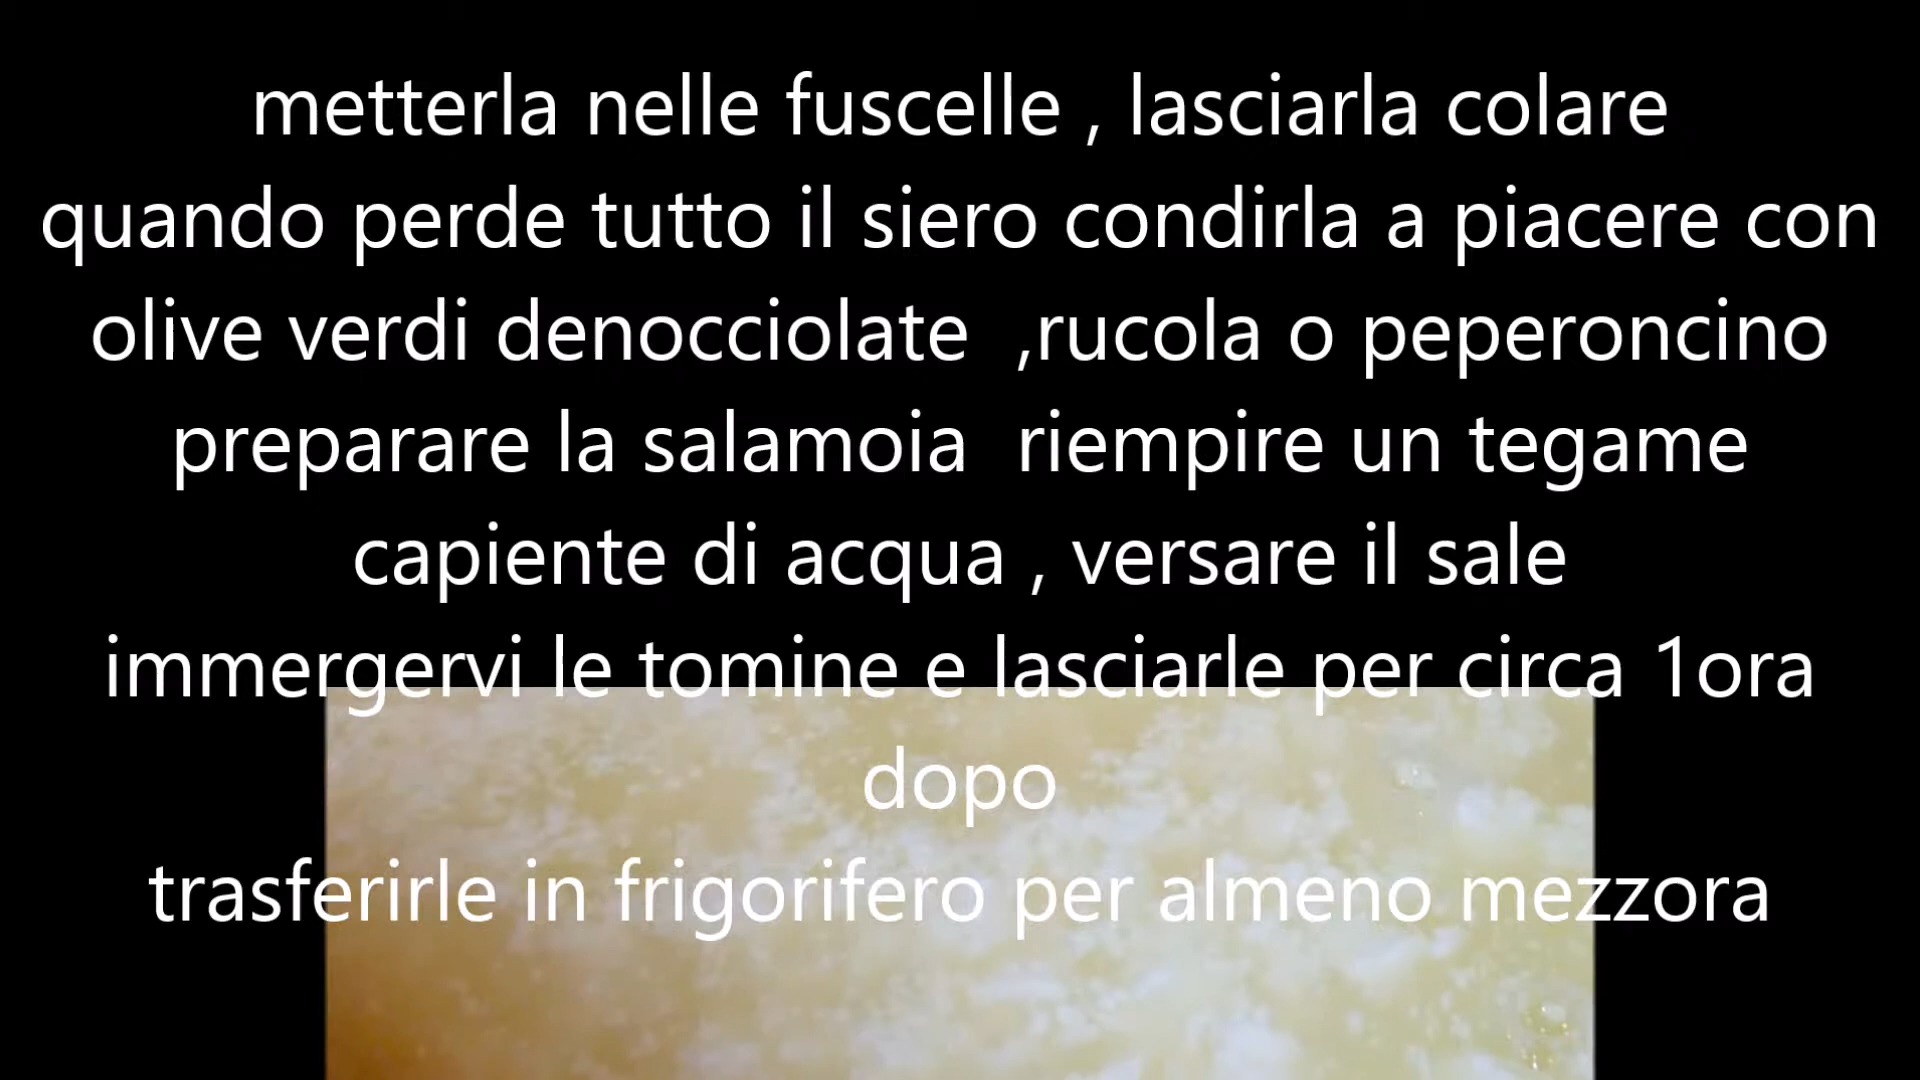 metterla nelle fuscelle , lasciarla colare
quando perde tutto il siero condirla a piacere con
olive verdi denocciolate  ,rucola o peperoncino
preparare la salamoia  riempire un tegame
capiente di acqua , versare il sale
immergervi le tomine e lasciarle per circa 1ora
dopo
trasferirle in frigorifero per almeno mezzora